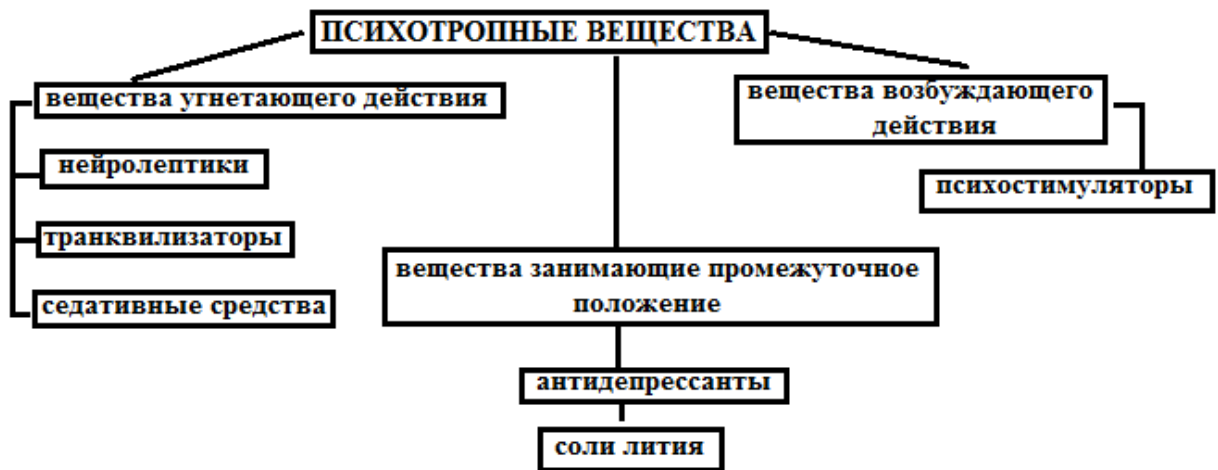 ПСИХОТРОПНЫЕ ВЕЩЕСТВА
вещества угнетающего действия
нейролептики
транквилизаторы
седативные средства
вещества занимающие промежуточное
положение
антидепрессанты
соли лития
вещества возбуждающего
действия
психостимуляторы